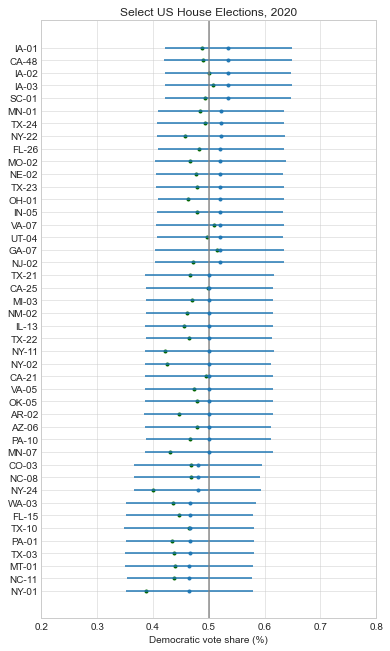 Select US House Elections, 2020
IA-01
CA-48
IA-02
IA-03
SC-01
MN-01
TX-24
NY-22
FL-26
MO-02
NE-02
TX-23
OH-01
IN-05
VA-07
UT-04
GA-07
NJ-02
TX-21
CA-25
MI-03
NM-02
IL-13
TX-22
NY-11
NY-02
CA-21
VA-05
OK-05
AR-02
AZ-06
PA-10
MN-07
CO-03
NC-08
NY-24
WA-03
FL-15
TX-10
PA-01
TX-03
MT-01
NC-11
NY-01
0.2 0.3 0.4 0.5 0.6 0.7 0.8
Democratic vote share (%)